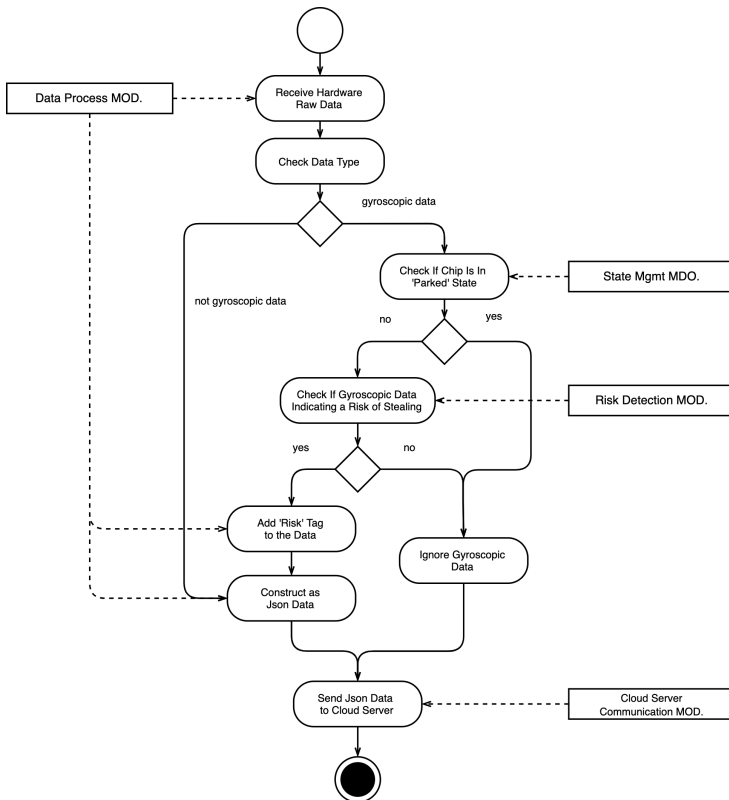 Receive Hardware
Raw Data
Data Process MOD.
Check Data Type
gyroscopic data
Check If Chip Is In
'Parked' State
State Mgmt MDO.
not gyroscopic data
no
yes
Check If Gyroscopic Data
Indicating a Risk of Stealing
Risk Detection MOD.
yes
no
Add 'Risk' Tag
to the Data
Ignore Gyroscopic
Data
Construct as
Json Data
Send Json Data
to Cloud Server
Cloud Server
Communication MOD.